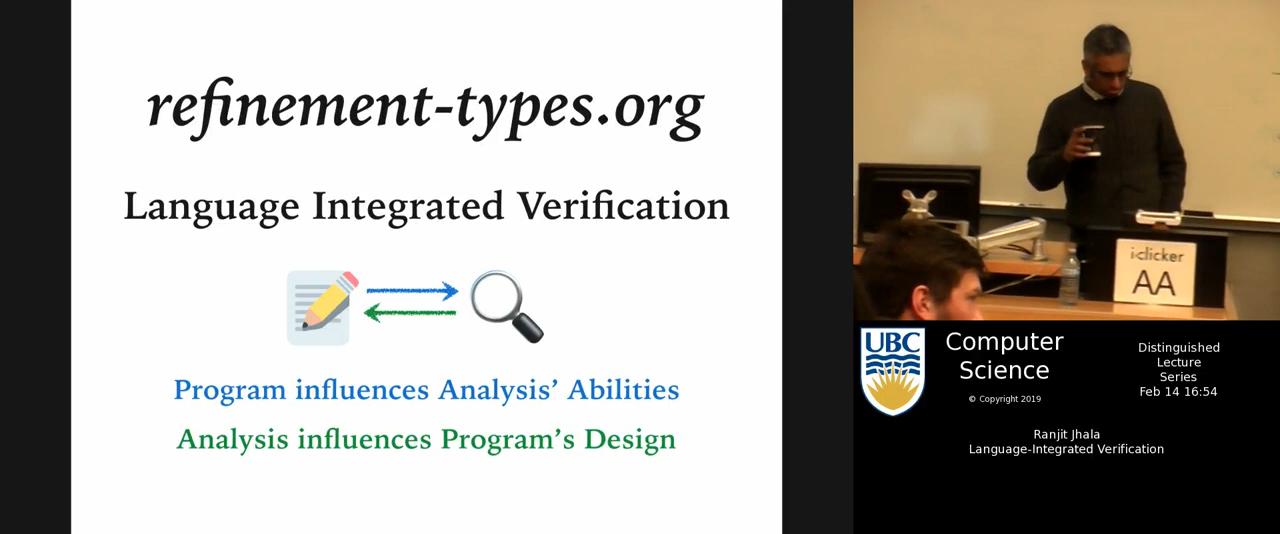 refinement-types.org
Language Integrated Verification
Program influences Analysis' Abilities
Analysis influences Program's Design
i-clicker
AA
UBC
Computer
Science
© Copyright 2019
Distinguished
Lecture
Series
Feb 14 16:54
Ranjit Jhala
Language-Integrated Verification